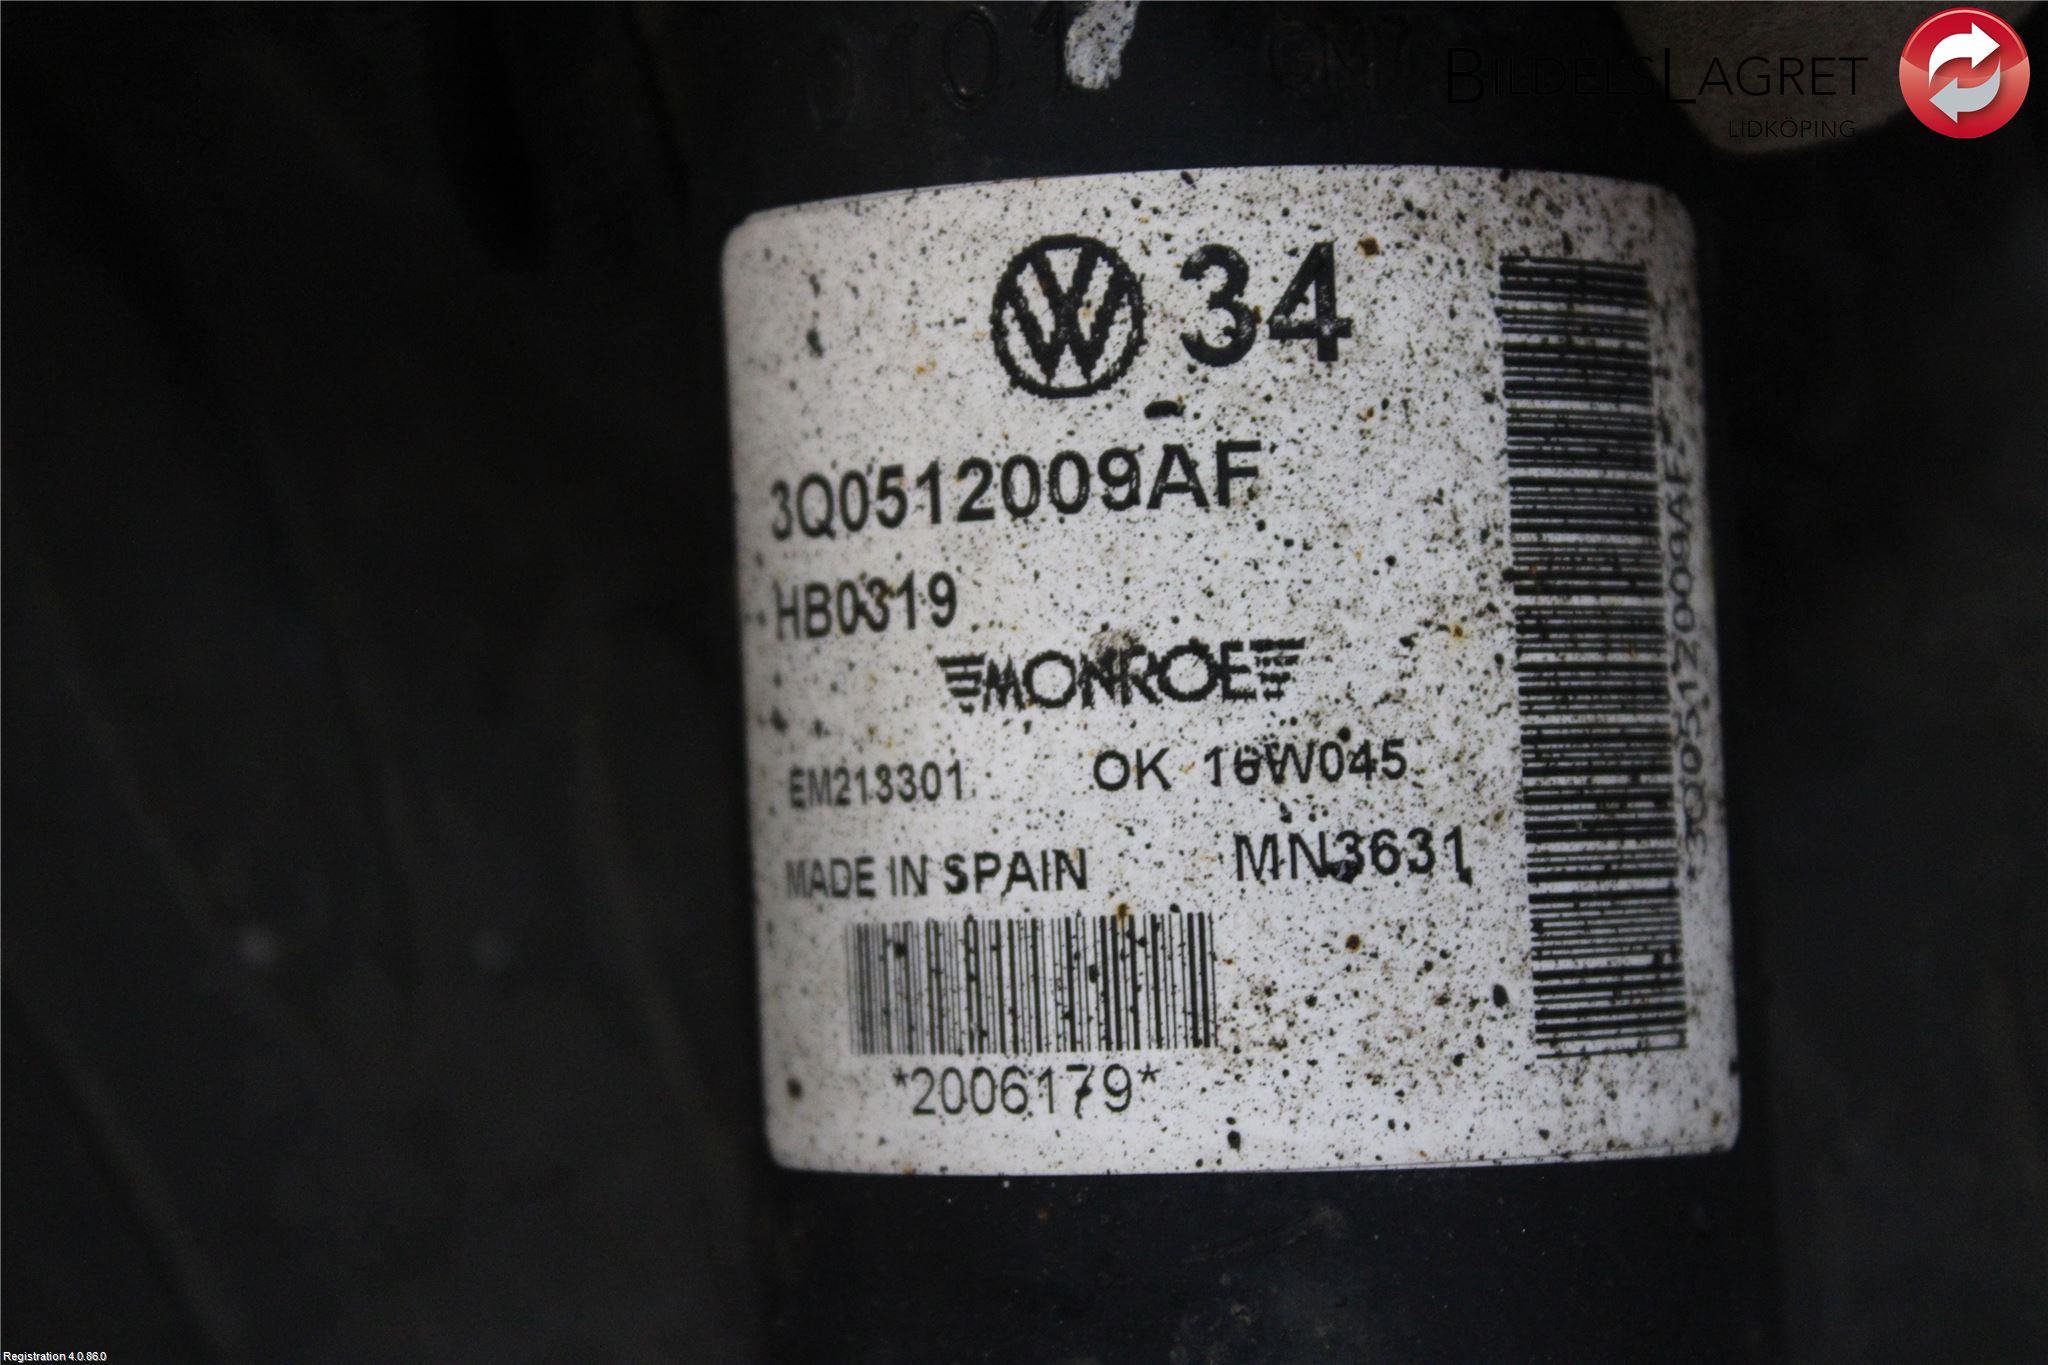 BILDELSLAGRET
LIDKÖPING
34
3Q0512009AF
HB0319
MONROE
EM213301 OK 16W045
MADE IN SPAIN MN3631
*2006179*
3Q0512009AF
Registration 4.0.86.0